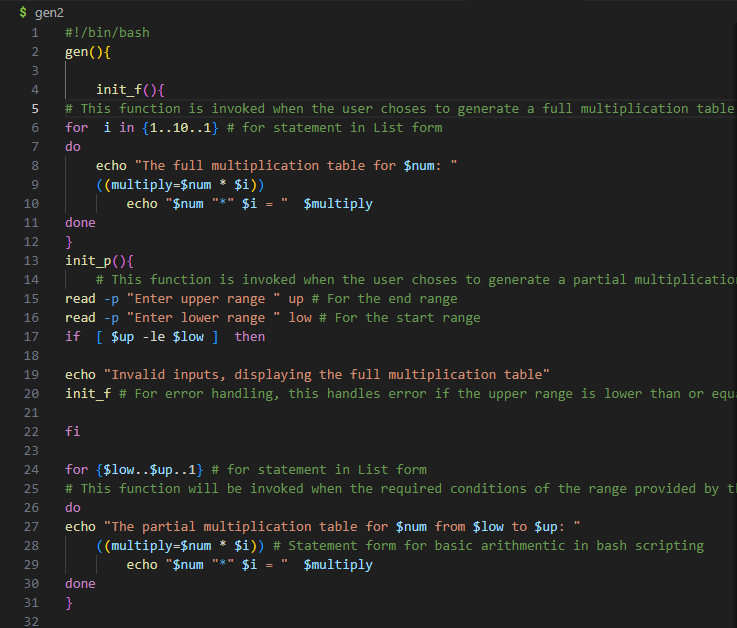 $ gen2
1 #!/bin/bash
2 gen(){
3
4 init_f(){
5 # This function is invoked when the user choses to generate a full multiplication table
6 for  i in {1..10..1} # for statement in List form
7 do
8 echo "The full multiplication table for $num: "
9 ((multiply=$num * $i))
10 echo "$num "*" $i = "  $multiply
11 done
12 }
13 init_p(){
14 # This function is invoked when the user choses to generate a partial multiplicatio
15 read -p "Enter upper range " up # For the end range
16 read -p "Enter lower range " low # For the start range
17 if  [ $up -le $low ]  then
18
19 echo "Invalid inputs, displaying the full multiplication table"
20 init_f # For error handling, this handles error if the upper range is lower than or equ
21
22 fi
23
24 for {$low..$up..1} # for statement in List form
25 # This function will be invoked when the required conditions of the range provided by t
26 do
27 echo "The partial multiplication table for $num from $low to $up: "
28 ((multiply=$num * $i)) # Statement form for basic arithmentic in bash scripting
29 echo "$num "*" $i = "  $multiply
30 done
31 }
32